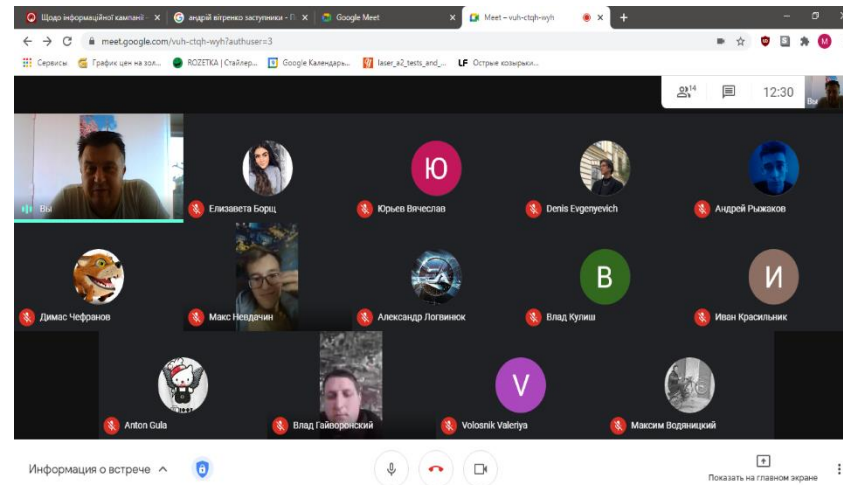 Щодо інформаційної кампанії -
андрій вітренко заступники - П
Google Meet
Meet – vuh-ctqh-wyh
meet.google.com/vuh-ctqh-wyh?authuser=3
M
Сервисы
График цен на зол...
ROZETKA | Стайлер...
Google Календарь...
laser_a2_tests_and_...
LF Острые козырьки...
14
12:30
Вы
Вы
Елизавета Борщ
Ю
Юрьев Вячеслав
Denis Evgenyevich
Андрей Рыжаков
Димас Чефранов
Макс Невдачин
Александр Логвинюк
В
Влад Кулиш
И
Иван Красильник
Anton Gula
Влад Гайворонский
V
Volosnik Valeriya
Максим Водяницкий
Информация о встрече
Показать на главном экране